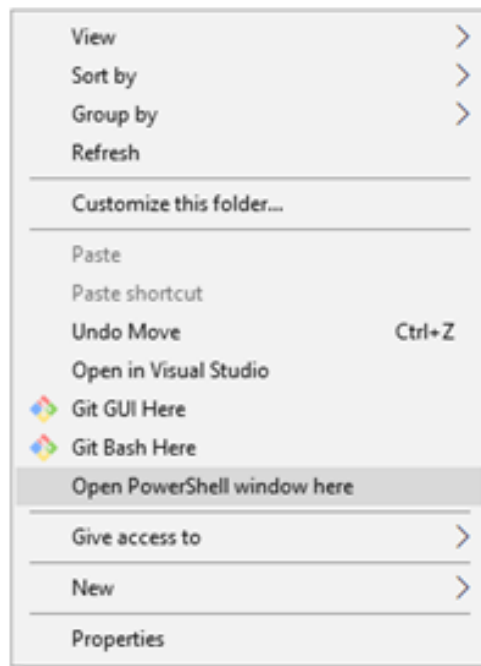 View
Sort by
Group by
Refresh
Customize this folder...
Paste
Paste shortcut
Undo Move Ctrl+Z
Open in Visual Studio
Git GUI Here
Git Bash Here
Open PowerShell window here
Give access to
New
Properties